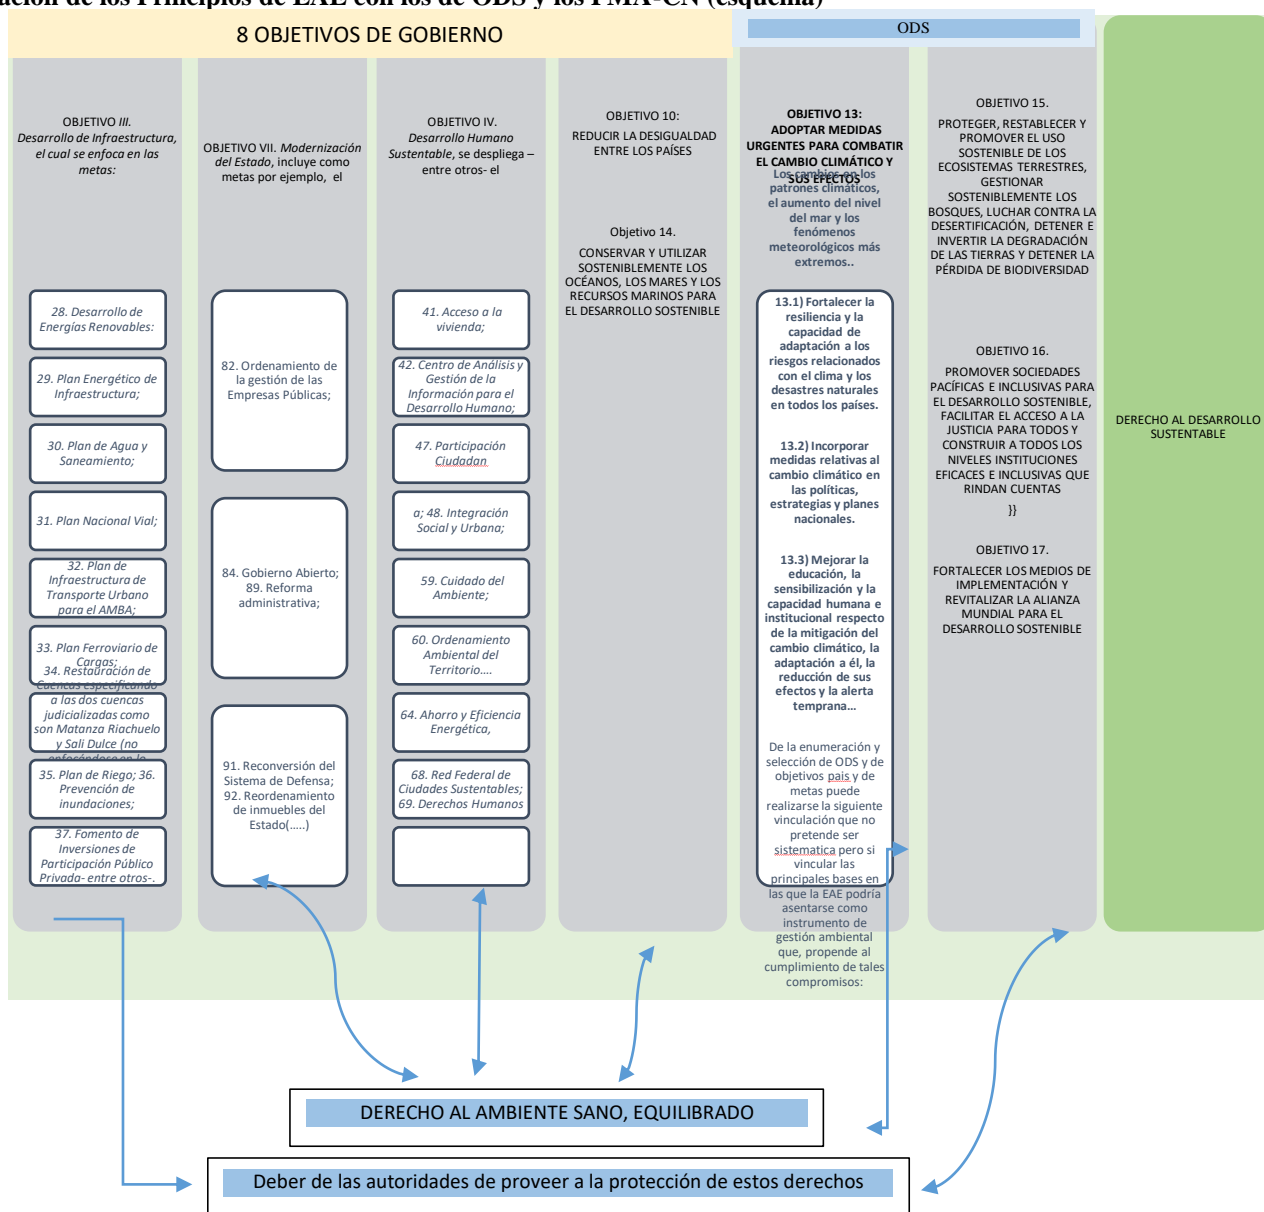 ación de los Principios de EAE con los de ODS y los PMA-CN (esquema)
8 OBJETIVOS DE GOBIERNO
ODS
OBJETIVO III.
Desarrollo de Infraestructura,
el cual se enfoca en las
metas:
28. Desarrollo de
Energías Renovables:
29. Plan Energético de
Infraestructura;
30. Plan de Agua y
Saneamiento;
31. Plan Nacional Vial;
32. Plan de
Infraestructura de
Transporte Urbano
para el AMBA;
33. Plan Ferroviario de
Cargas;
34. Restauración de
Cuencas especificando
a las dos cuencas
judicializadas como
son Matanza Riachuelo
y Sali Dulce (no
enfocándose en lo
35. Plan de Riego; 36.
Prevención de
inundaciones;
37. Fomento de
Inversiones de
Participación Público
Privada- entre otros-.
OBJETIVO VII. Modernización
del Estado, incluye como
metas por ejemplo, el
82. Ordenamiento de
la gestión de las
Empresas Públicas;
84. Gobierno Abierto;
89. Reforma
administrativa;
91. Reconversión del
Sistema de Defensa;
92. Reordenamiento
de inmuebles del
Estado(.....)
OBJETIVO IV.
Desarrollo Humano
Sustentable, se despliega –
entre otros- el
41. Acceso a la
vivienda;
42. Centro de Análisis y
Gestión de la
Información para el
Desarrollo Humano;
47. Participación
Ciudadan
a; 48. Integración
Social y Urbana;
59. Cuidado del
Ambiente;
60. Ordenamiento
Ambiental del
Territorio....
64. Ahorro y Eficiencia
Energética,
68. Red Federal de
Ciudades Sustentables;
69. Derechos Humanos
OBJETIVO 10:
REDUCIR LA DESIGUALDAD
ENTRE LOS PAÍSES
Objetivo 14.
CONSERVAR Y UTILIZAR
SOSTENIBLEMENTE LOS
OCÉANOS, LOS MARES Y LOS
RECURSOS MARINOS PARA
EL DESARROLLO SOSTENIBLE
OBJETIVO 13:
ADOPTAR MEDIDAS
URGENTES PARA COMBATIR
EL CAMBIO CLIMÁTICO Y
SUS EFECTOS
Los cambios en los
patrones climáticos,
el aumento del nivel
del mar y los
fenómenos
meteorológicos más
extremos..
13.1) Fortalecer la
resiliencia y la
capacidad de
adaptación a los
riesgos relacionados
con el clima y los
desastres naturales
en todos los países.
13.2) Incorporar
medidas relativas al
cambio climático en
las políticas,
estrategias y planes
nacionales.
13.3) Mejorar la
educación, la
sensibilización y la
capacidad humana e
institucional respecto
de la mitigación del
cambio climático, la
adaptación a él, la
reducción de sus
efectos y la alerta
temprana...
De la enumeración y
selección de ODS y de
objetivos pais y de
metas puede
realizarse la siguiente
vinculación que no
pretende ser
sistematica pero si
vincular las
principales bases en
las que la EAE podría
asentarse como
instrumento de
gestión ambiental
que, propende al
cumplimiento de tales
compromisos:
OBJETIVO 15.
PROTEGER, RESTABLECER Y
PROMOVER EL USO
SOSTENIBLE DE LOS
ECOSISTEMAS TERRESTRES,
GESTIONAR
SOSTENIBLEMENTE LOS
BOSQUES, LUCHAR CONTRA LA
DESERTIFICACIÓN, DETENER E
INVERTIR LA DEGRADACIÓN
DE LAS TIERRAS Y DETENER LA
PÉRDIDA DE BIODIVERSIDAD
OBJETIVO 16.
PROMOVER SOCIEDADES
PACÍFICAS E INCLUSIVAS PARA
EL DESARROLLO SOSTENIBLE,
FACILITAR EL ACCESO A LA
JUSTICIA PARA TODOS Y
CONSTRUIR A TODOS LOS
NIVELES INSTITUCIONES
EFICACES E INCLUSIVAS QUE
RINDAN CUENTAS
}}
OBJETIVO 17.
FORTALECER LOS MEDIOS DE
IMPLEMENTACIÓN Y
REVITALIZAR LA ALIANZA
MUNDIAL PARA EL
DESARROLLO SOSTENIBLE
DERECHO AL DESARROLLO
SUSTENTABLE
DERECHO AL AMBIENTE SANO, EQUILIBRADO
Deber de las autoridades de proveer a la protección de estos derechos